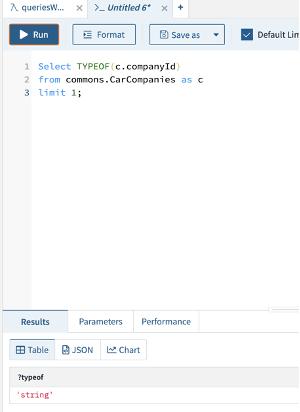 queriesW...
>_ Untitled 6*
+
Run
Format
Save as
Default Lim
1 Select TYPEOF(c.companyId)
2 from commons.CarCompanies as c
3 limit 1;
Results
Parameters
Performance
Table
JSON
Chart
?typeof
'string'